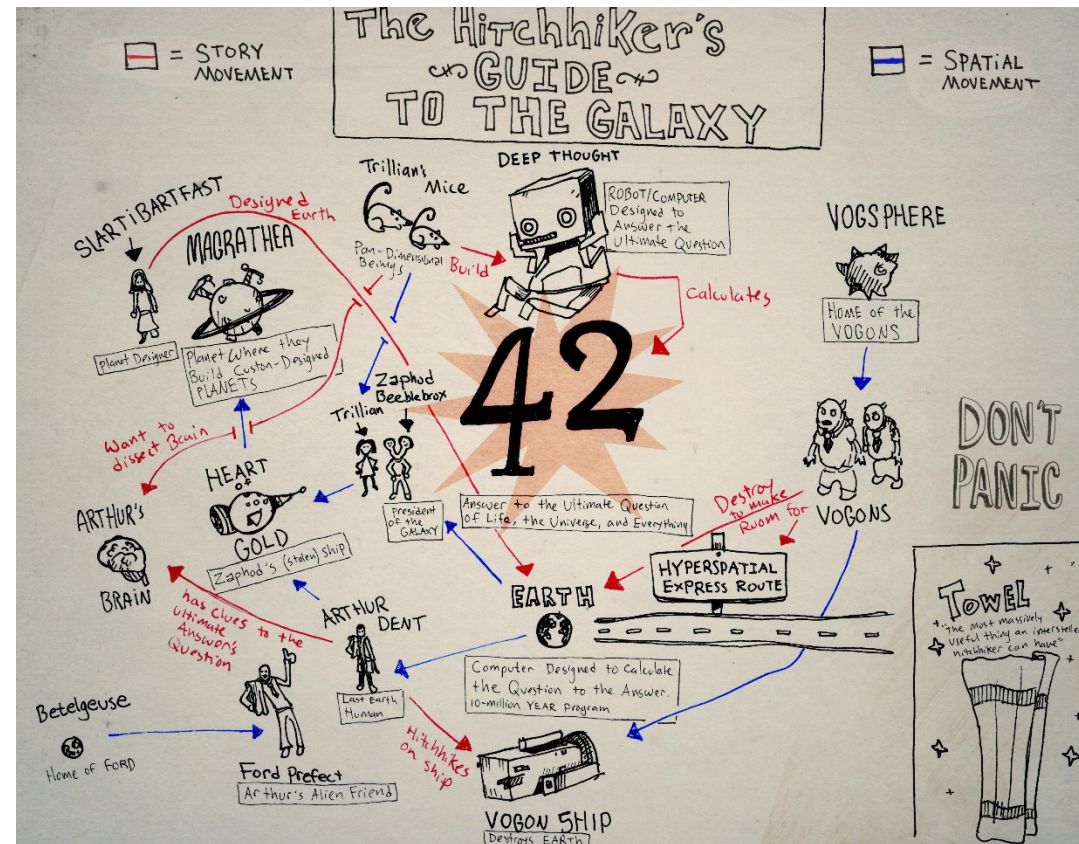 = STORY
MOVEMENT
The Hitchhiker's
GUIDE
TO THE GALAXY
= SPATIAL
MOVEMENT
SLARTIBARTFAST
Planet Designer
Designed
Earth
MAGRATHEA
Planet Where they
Build Custon-Designed
PLANETS
Trillian's
Mice
Pan-Dimensional
Beings
Build
DEEP THOUGHT
ROBOT/COMPUTER
Designed to
Answer the
Ultimate Question
Calculates
42
Answer to the Ultimate Question
of Life, the Universe, and Everything
VOGSPHERE
HOME of the
VOGONS
VOGONS
DON'T
PANIC
Zaphod
Beeblebrox
Trillian
President
of the
GALAXY
Want to
dissect Brain
HEART
of
GOLD
Zaphod's (stolen) ship
ARTHUR'S
BRAIN
has Clues to the
Ultimate
Answer's
Question
Destroy
to make
Room for
HYPERSPATIAL
EXPRESS ROUTE
EARTH
Computer Designed to Calculate
the Question to the Answer.
10-million YEAR program
ARTHUR
DENT
Last Earth
Human
Hitchhikes
on ship
Betelgeuse
Home of FORD
Ford Prefect
Arthur's Alien Friend
VOGON SHIP
Destroys EARTH
TOWEL
"the most massively
useful thing an interstelle
hitchhiker can have"